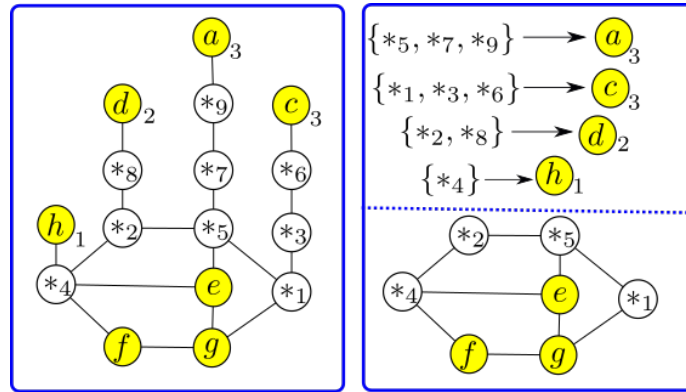 a 3
d 2
*9
c 3
*8
*7
*6
h 1
*2
*5
*3
*4
e
*1
f
g
{*5, *7, *9} a 3
{*1, *3, *6} c 3
{*2, *8} d 2
{*4} h 1
*2
*5
*4
e
*1
f
g